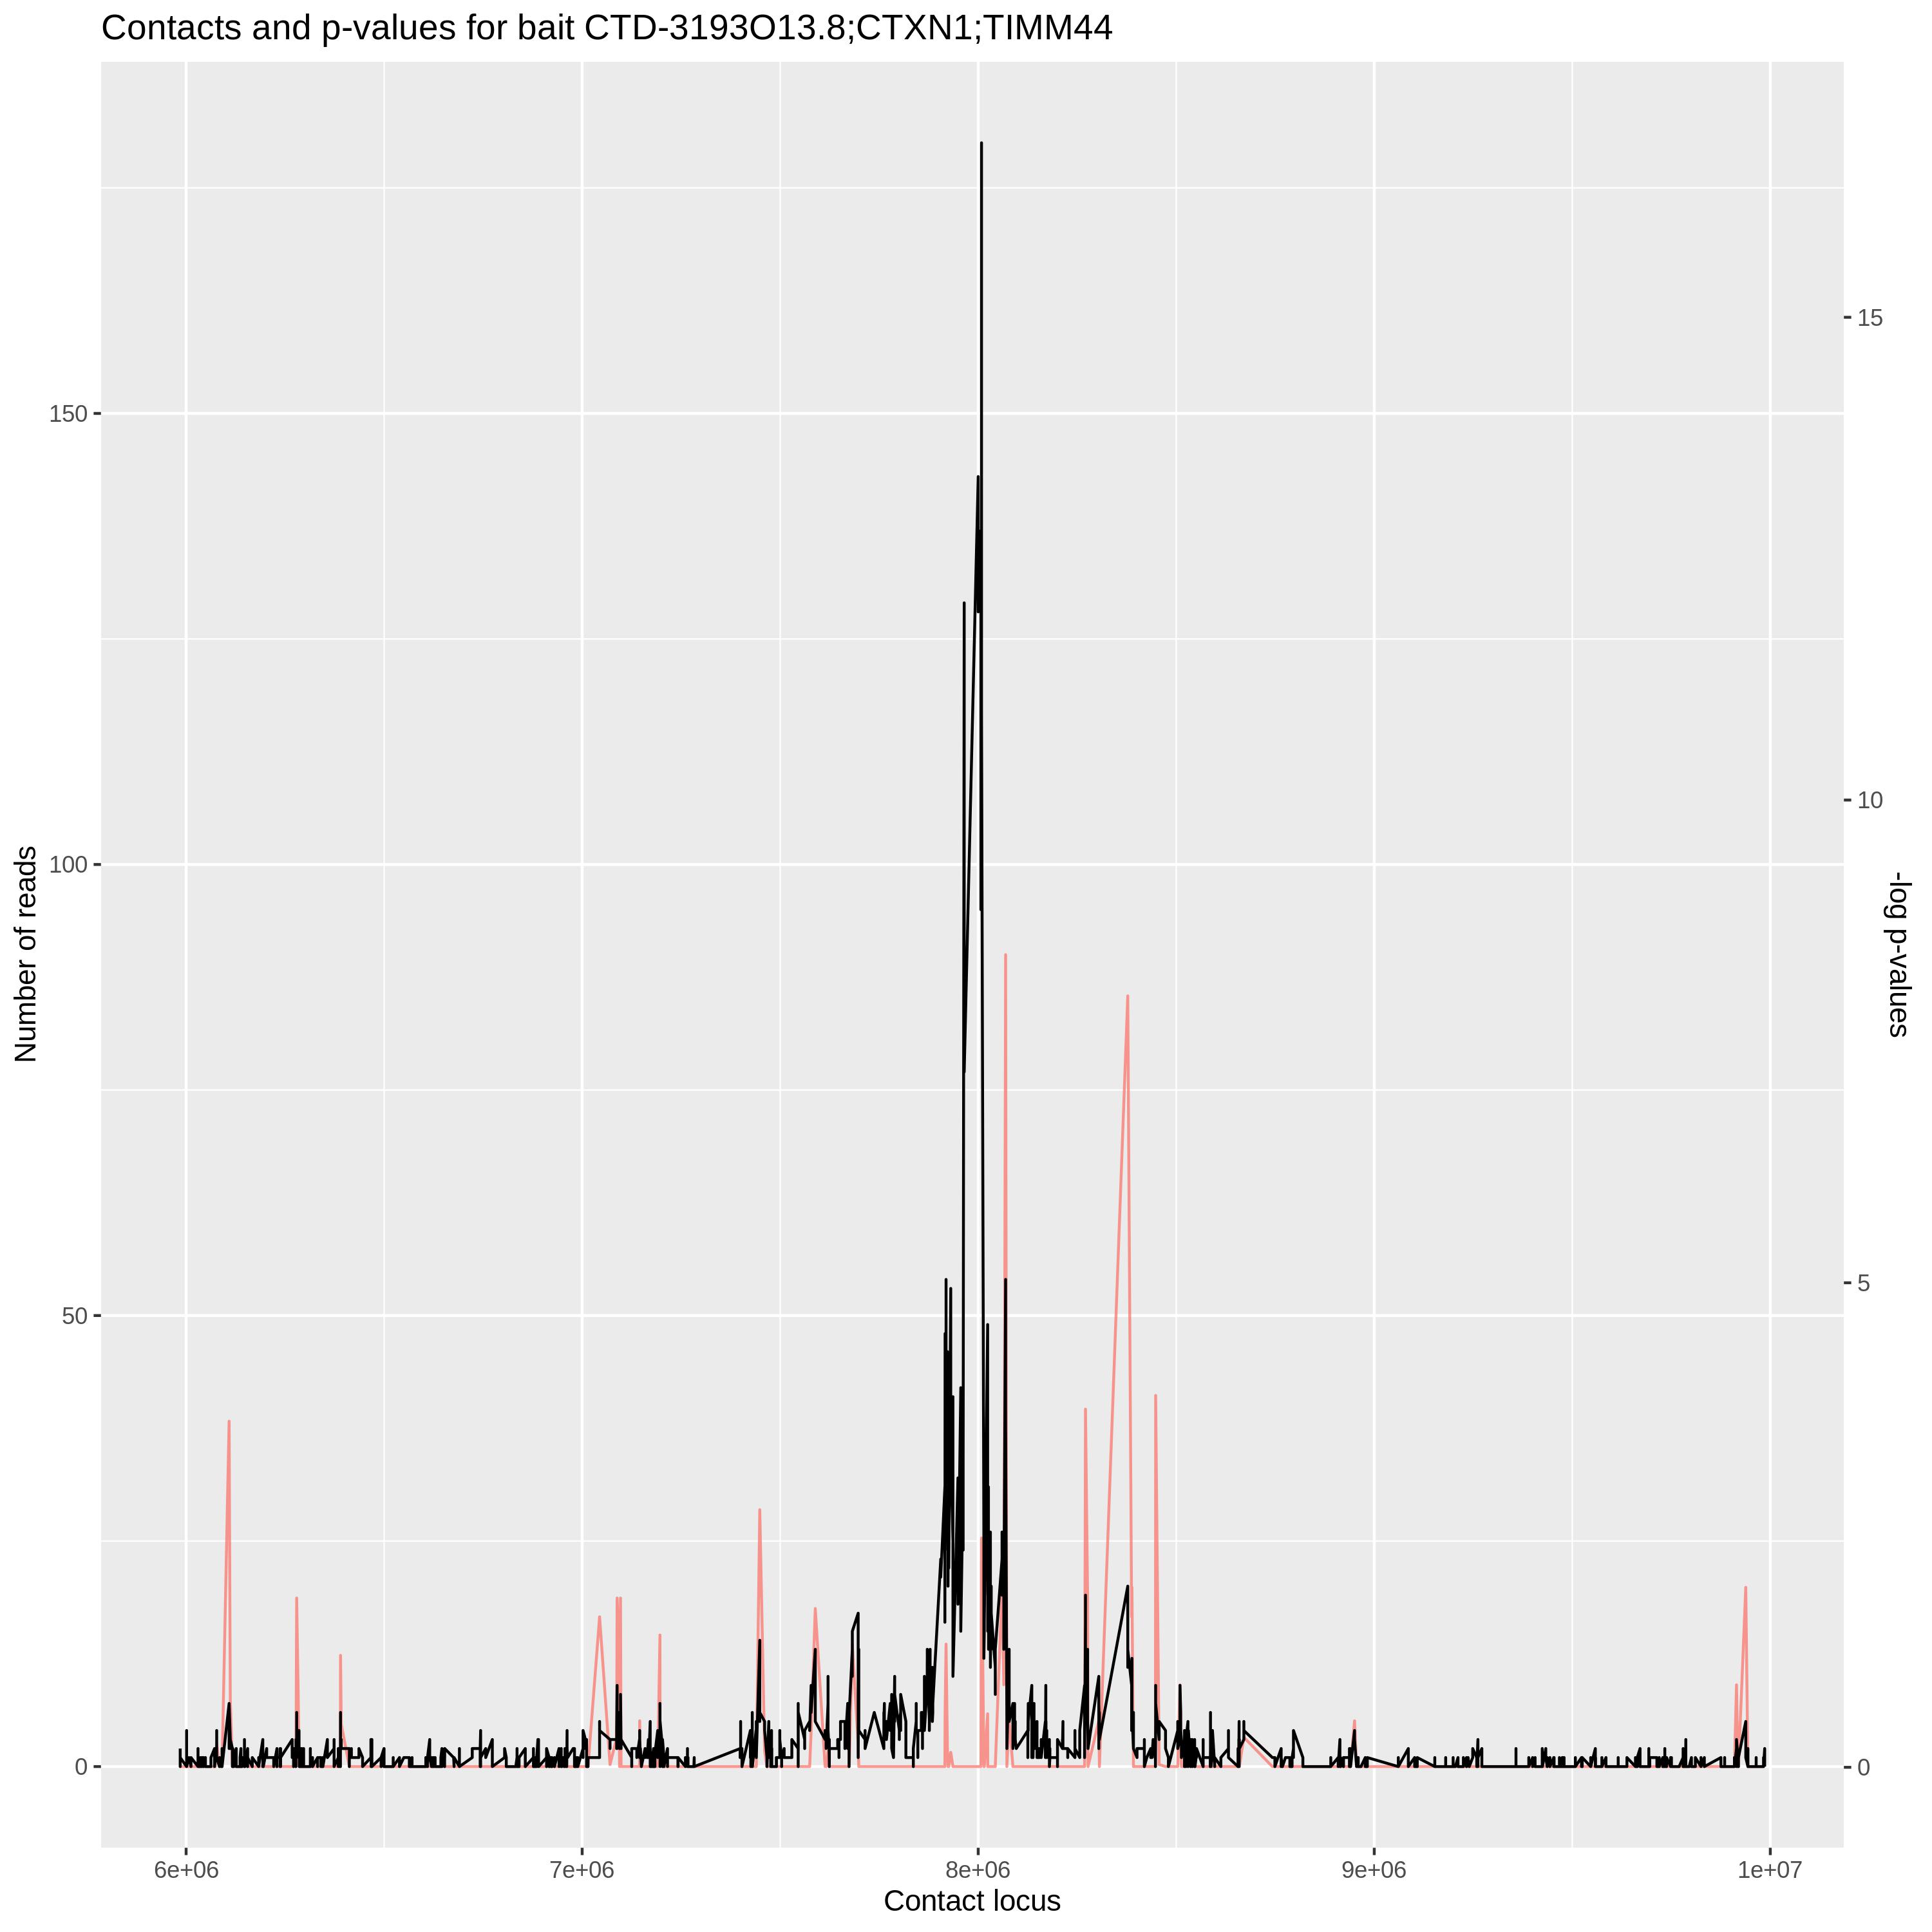 Contacts and p-values for bait CTD-3193O13.8;CTXN1;TIMM44
150
100
50
0
Number of reads
15
10
5
0
-log p-values
6e+06
7e+06
8e+06
9e+06
1e+07
Contact locus